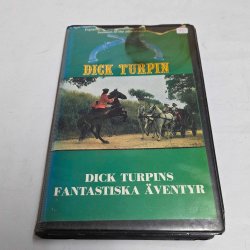 DICK TURPIN
DICK TURPINS
FANTASTISKA ÄVENTYR